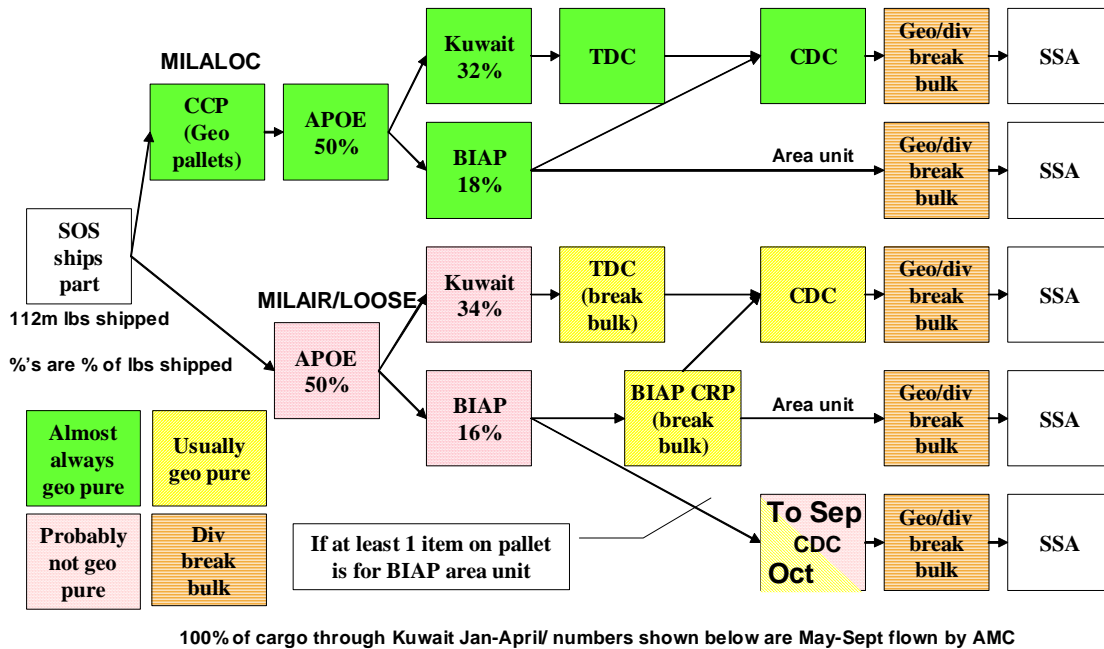 MILALOC
CCP
(Geo
pallets)
APOE
50%
Kuwait
32%
TDC
CDC
Geo/div
break
bulk
SSA
BIAP
18%
Area unit
Geo/div
break
bulk
SSA
SOS
ships
part
112m lbs shipped
%'s are % of lbs shipped
MILAIR/LOOSE
APOE
50%
Kuwait
34%
TDC
(break
bulk)
CDC
Geo/div
break
bulk
SSA
BIAP
16%
BIAP CRP
(break
bulk)
Area unit
Geo/div
break
bulk
SSA
To Sep
CDC
Oct
Geo/div
break
bulk
SSA
Almost
always
geo pure
Usually
geo pure
Probably
not geo
pure
Div
break
bulk
If at least 1 item on pallet
is for BIAP area unit
100% of cargo through Kuwait Jan-April/ numbers shown below are May-Sept flown by AMC